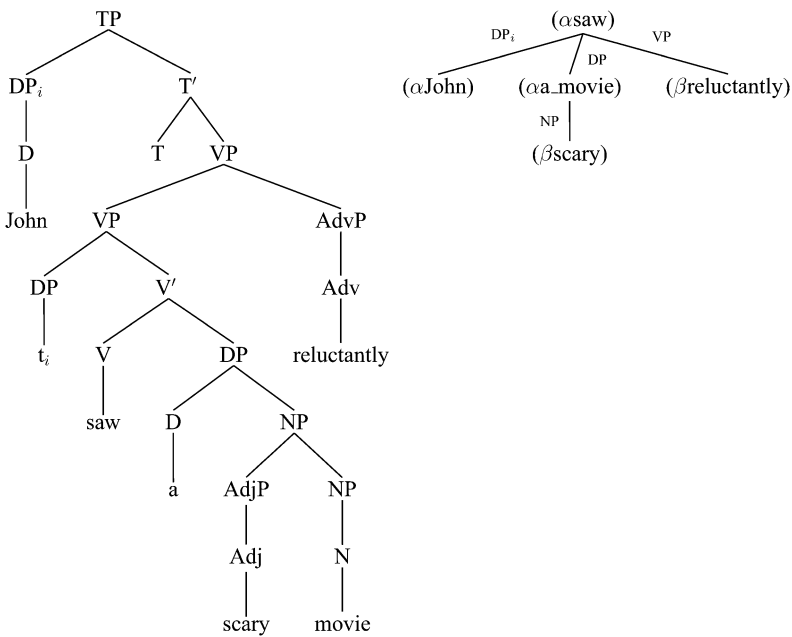 TP (αsaw)
DPᵢ DP VP
DPᵢ T′ (αJohn) (αa_movie) (βreluctantly)
NP
D T VP (βscary)
John VP AdvP
DP V′ Adv
tᵢ V DP reluctantly
saw D NP
a AdjP NP
Adj N
scary movie